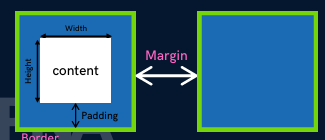 Width
Height
content
Margin
Padding
Border